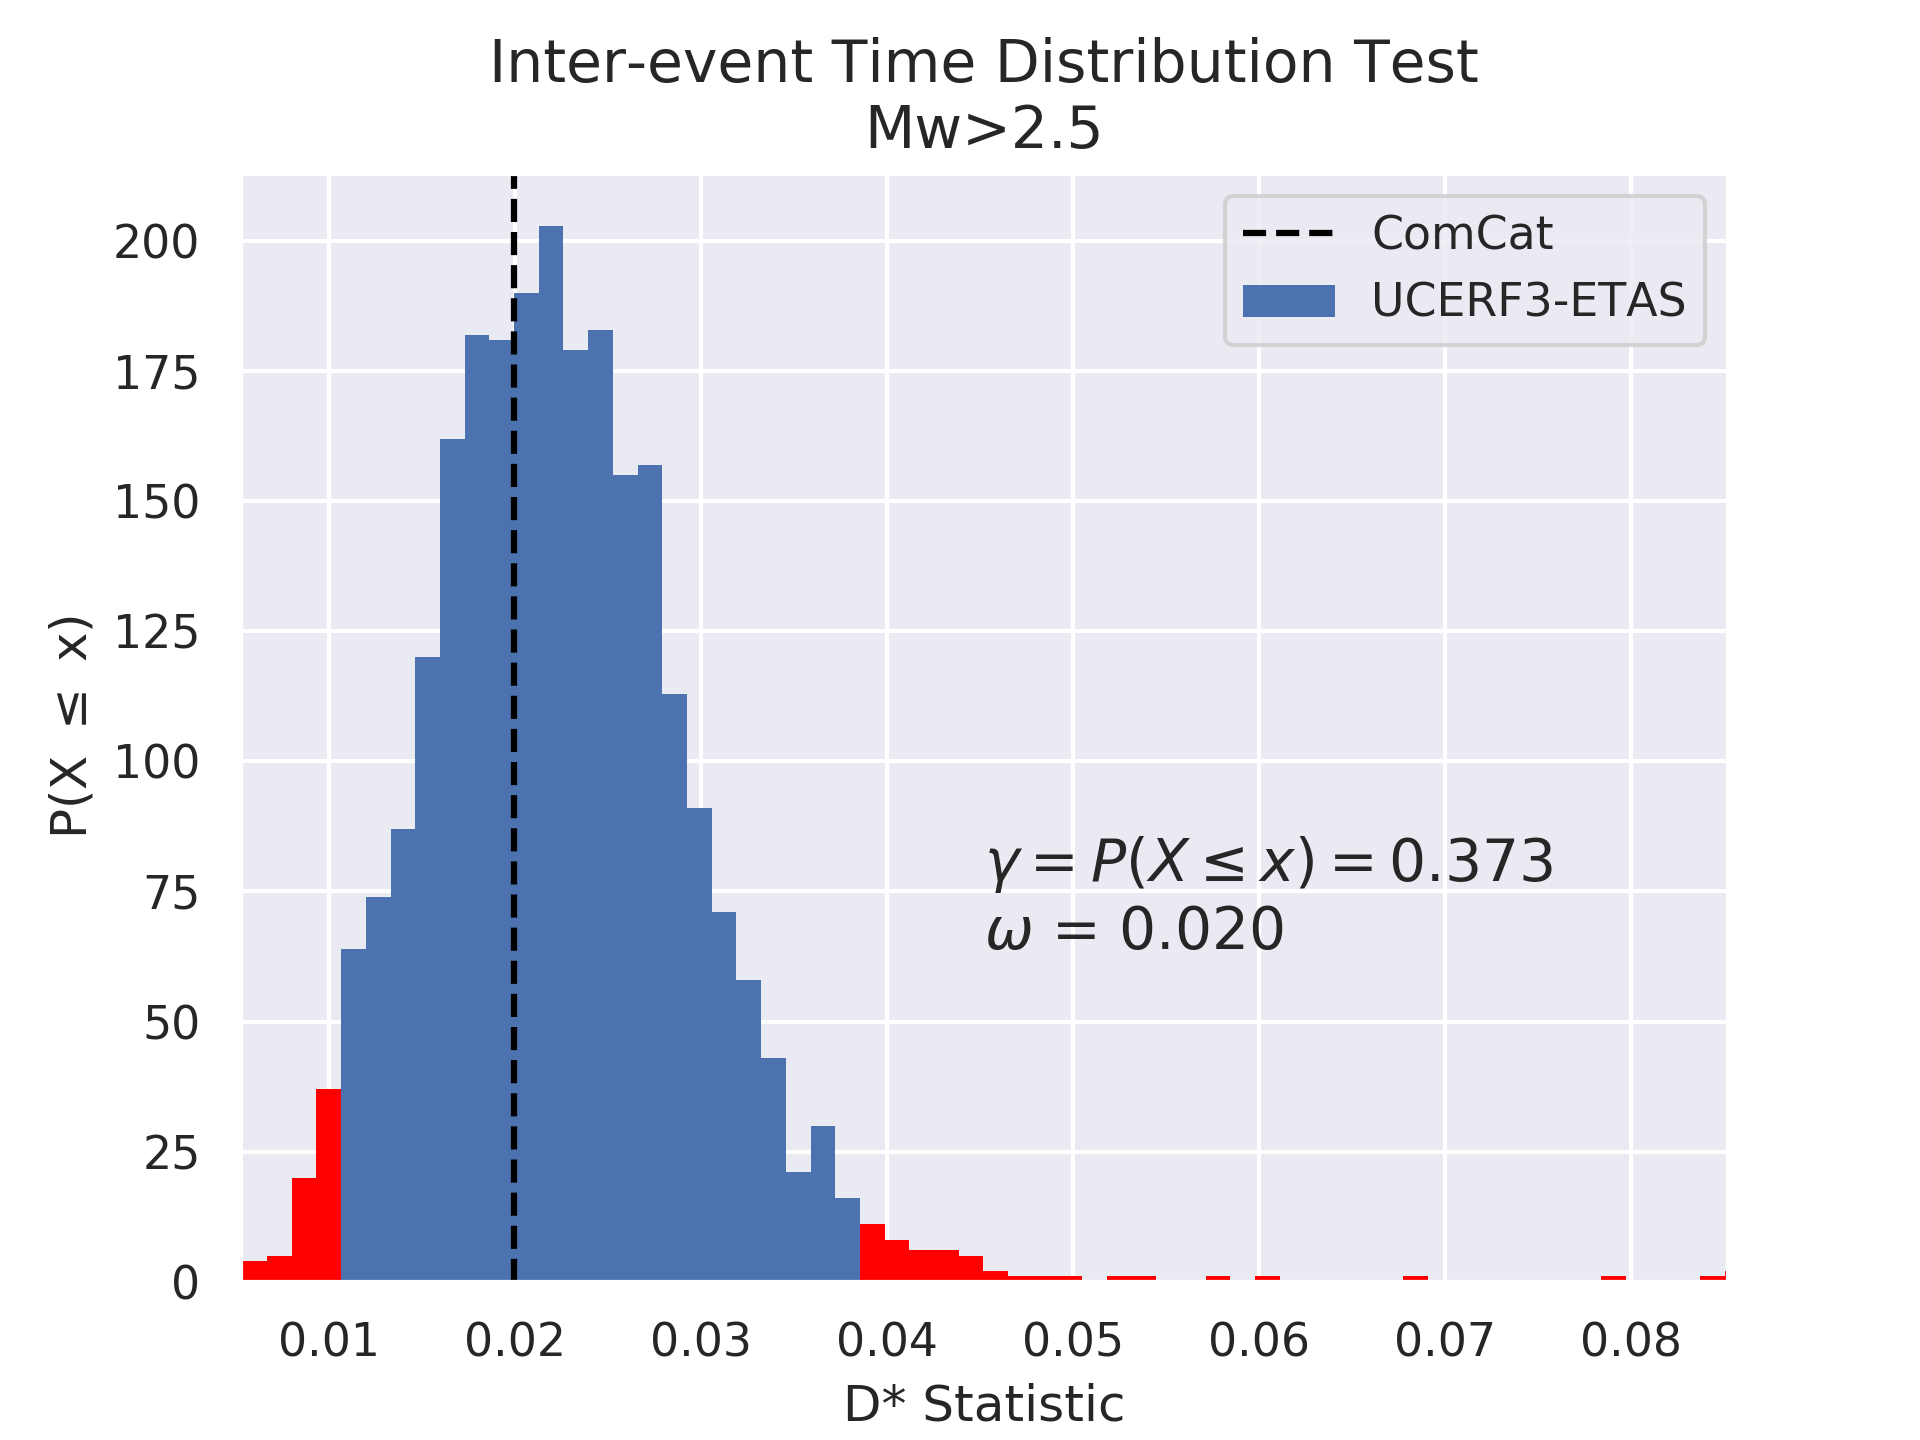 Inter-event Time Distribution Test
Mw>2.5
ComCat
UCERF3-ETAS
200
175
150
125
100
75
50
25
0
P(X ≤ x)
γ = P(X ≤ x) = 0.373
ω = 0.020
0.01 0.02 0.03 0.04 0.05 0.06 0.07 0.08
D* Statistic